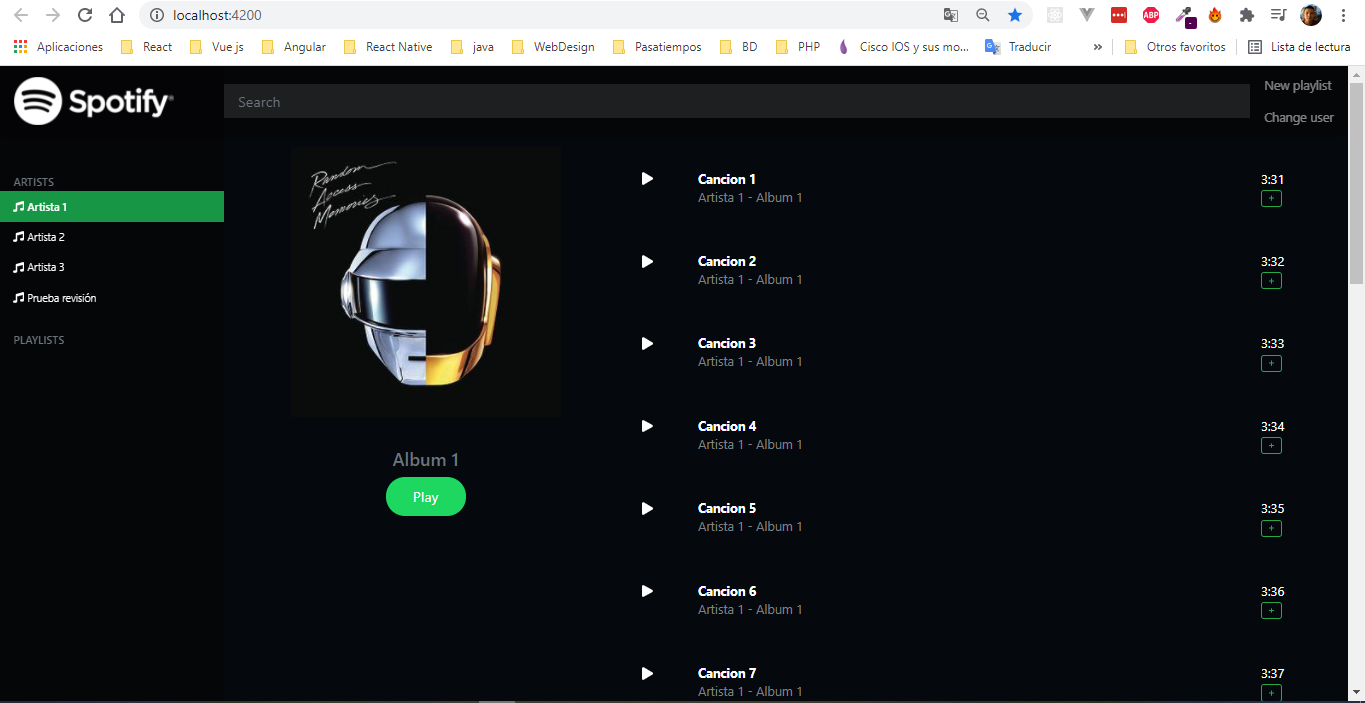 localhost:4200
ABP
Aplicaciones React Vue js Angular React Native java WebDesign Pasatiempos BD PHP Cisco IOS y sus mo... Traducir » Otros favoritos Lista de lectura
Spotify
Search
New playlist
Change user
ARTISTS
Artista 1
Artista 2
Artista 3
Prueba revisión
PLAYLISTS
Random
Access
Memories
Album 1
Play
Cancion 1 3:31
Artista 1 - Album 1 +
Cancion 2 3:32
Artista 1 - Album 1 +
Cancion 3 3:33
Artista 1 - Album 1 +
Cancion 4 3:34
Artista 1 - Album 1 +
Cancion 5 3:35
Artista 1 - Album 1 +
Cancion 6 3:36
Artista 1 - Album 1 +
Cancion 7 3:37
Artista 1 - Album 1 +